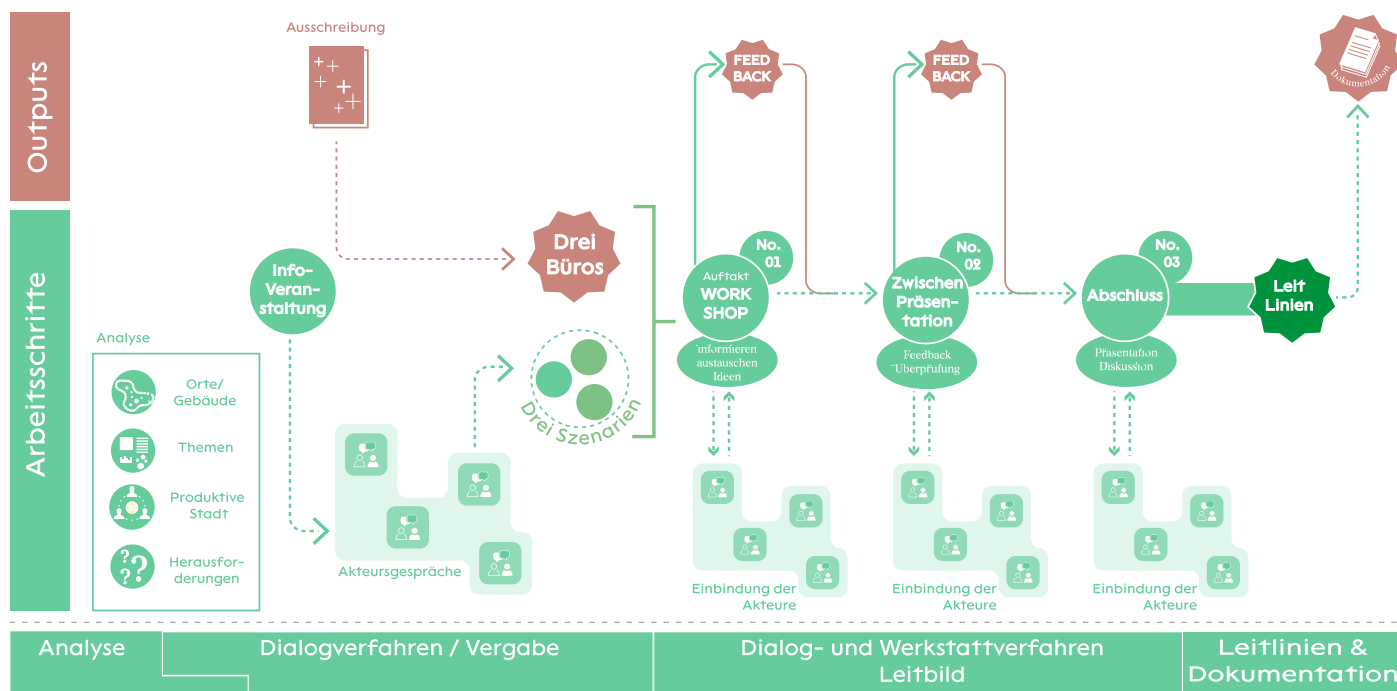 Outputs
Ausschreibung
FEED
BACK
FEED
BACK
Dokumentation
Arbeitsschritte
Info-
Veran-
staltung
Drei
Büros
Drei Szenarien
No.
01
Auftakt
WORK
SHOP
informieren
austauschen
Ideen
No.
02
Zwischen
Präsen-
tation
Feedback
Überprüfung
No.
03
Abschluss
Präsentation
Diskussion
Leit
Linien
Analyse
Orte/
Gebäude
Themen
Produktive
Stadt
Herausfor-
derungen
Akteursgespräche
Einbindung der
Akteure
Einbindung der
Akteure
Einbindung der
Akteure
Analyse
Dialogverfahren / Vergabe
Dialog- und Werkstattverfahren
Leitbild
Leitlinien &
Dokumentation